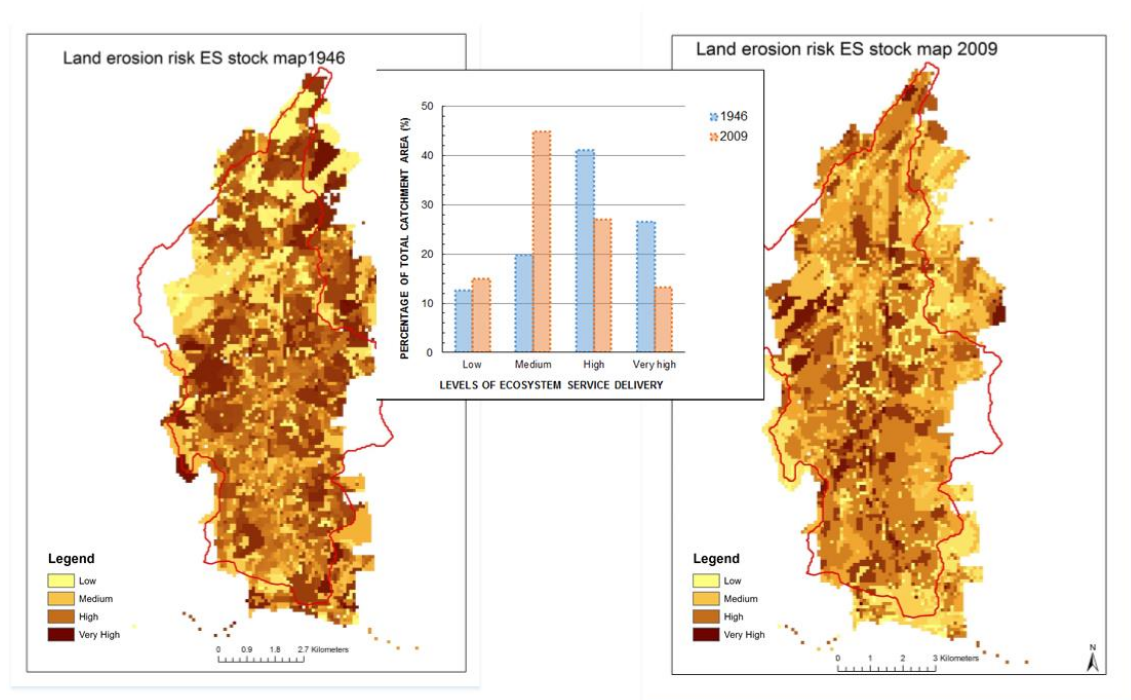 Land erosion risk ES stock map1946
Legend
Low
Medium
High
Very High
0 0.9 1.8 2.7 Kilometers
50
40
30
20
10
0
PERCENTAGE OF TOTAL CATCHMENT AREA (%)
1946
2009
Low Medium High Very high
LEVELS OF ECOSYSTEM SERVICE DELIVERY
Land erosion risk ES stock map 2009
Legend
Low
Medium
High
Very High
0 1 2 3 Kilometers
N